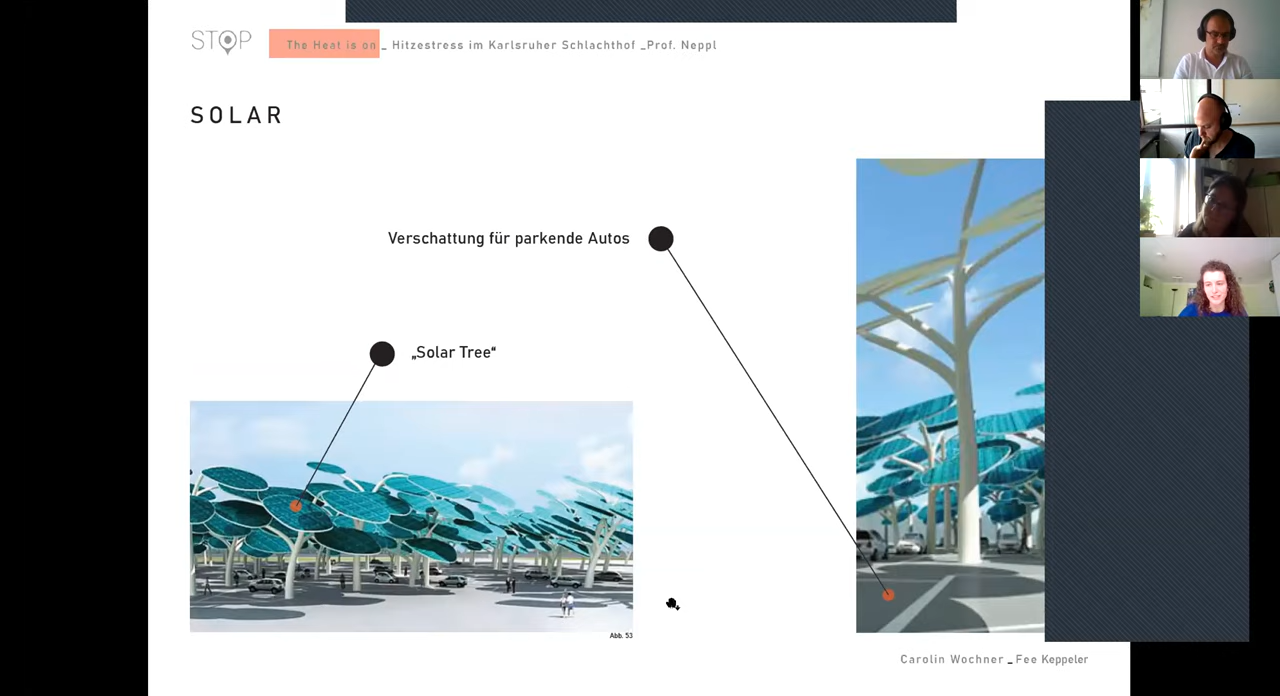 STOP
The Heat is on _ Hitzestress im Karlsruher Schlachthof _Prof. Neppl
SOLAR
Verschattung für parkende Autos
„Solar Tree“
Abb. 53
Carolin Wochner _ Fee Keppeler